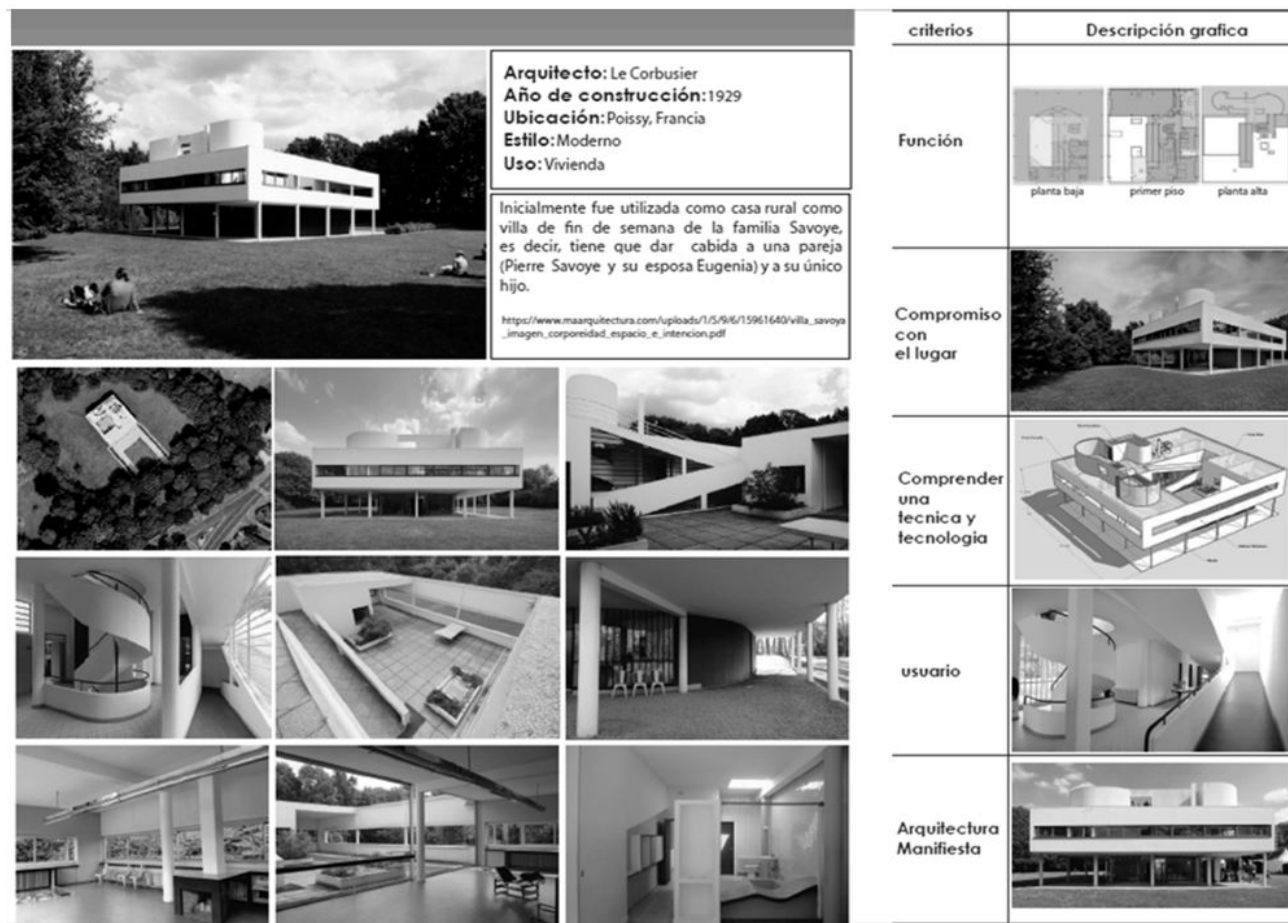 Arquitecto: Le Corbusier
Año de construcción:1929
Ubicación: Poissy, Francia
Estilo: Moderno
Uso: Vivienda
Inicialmente fue utilizada como casa rural como
villa de fin de semana de la familia Savoye,
es decir, tiene que dar cabida a una pareja
(Pierre Savoye y su esposa Eugenia) y a su único
hijo.
https://www.maarquitectura.com/uploads/1/5/9/6/15961640/villa_savoya
_imagen_corporeidad_espacio_e_intencion.pdf
criterios
Descripción grafica
Función
planta baja
primer piso
planta alta
Compromiso
con
el lugar
Comprender
una
tecnica y
tecnologia
usuario
Arquitectura
Manifiesta